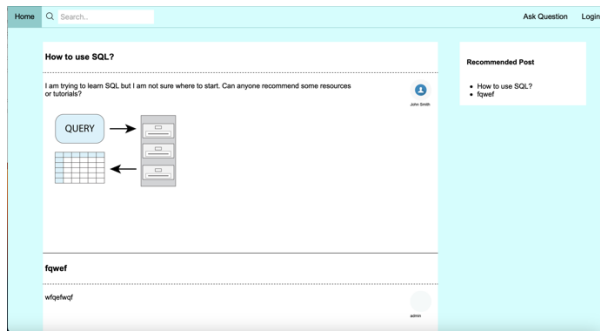 Home
Search..
Ask Question
Login
How to use SQL?
I am trying to learn SQL but I am not sure where to start. Can anyone recommend some resources
or tutorials?
John Smith
QUERY
fqwef
wfqefwqf
admin
Recommended Post
How to use SQL?
fqwef